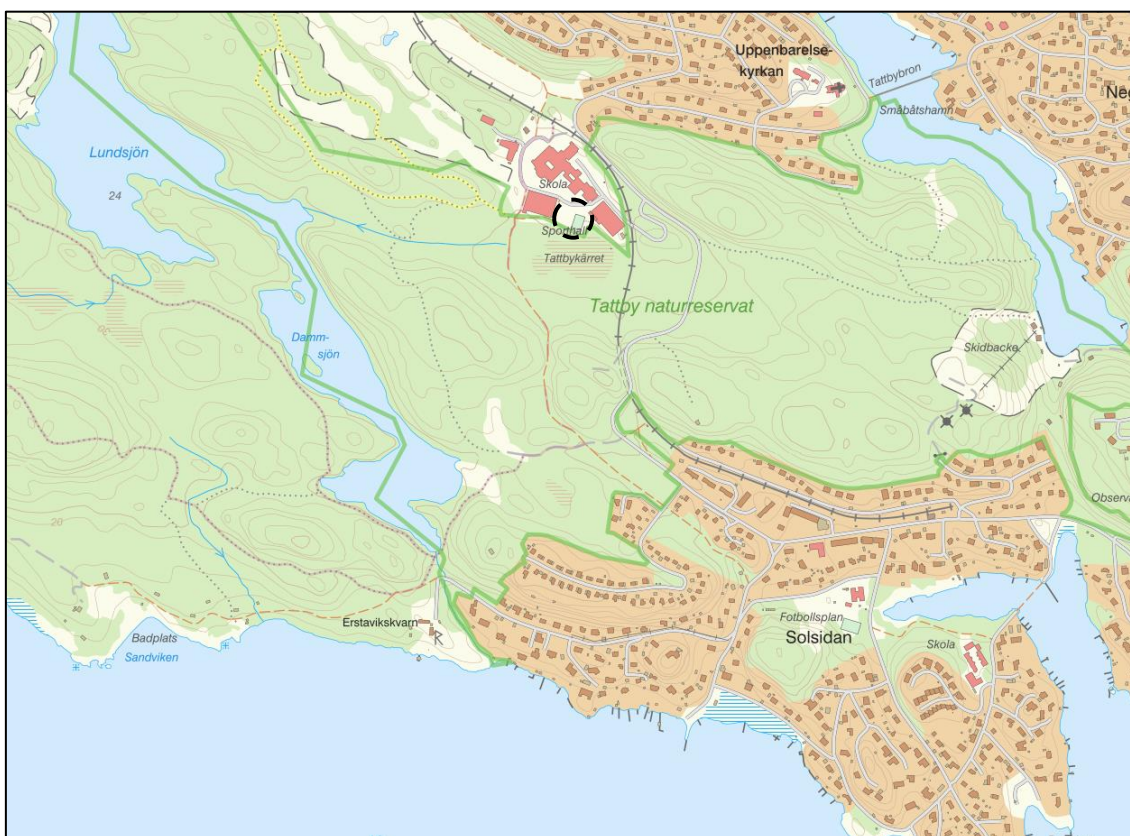 Uppenbarelse-
kyrkan
Tattbybron
Småbåtshamn
Neg
Lundsjön
24
Skola
Sporthall
Tattbykärret
Tattby naturreservat
Damm-
sjön
Skidbacke
Observa
20
Erstavikskvarn
Badplats
Sandviken
Fotbollsplan
Solsidan
Skola